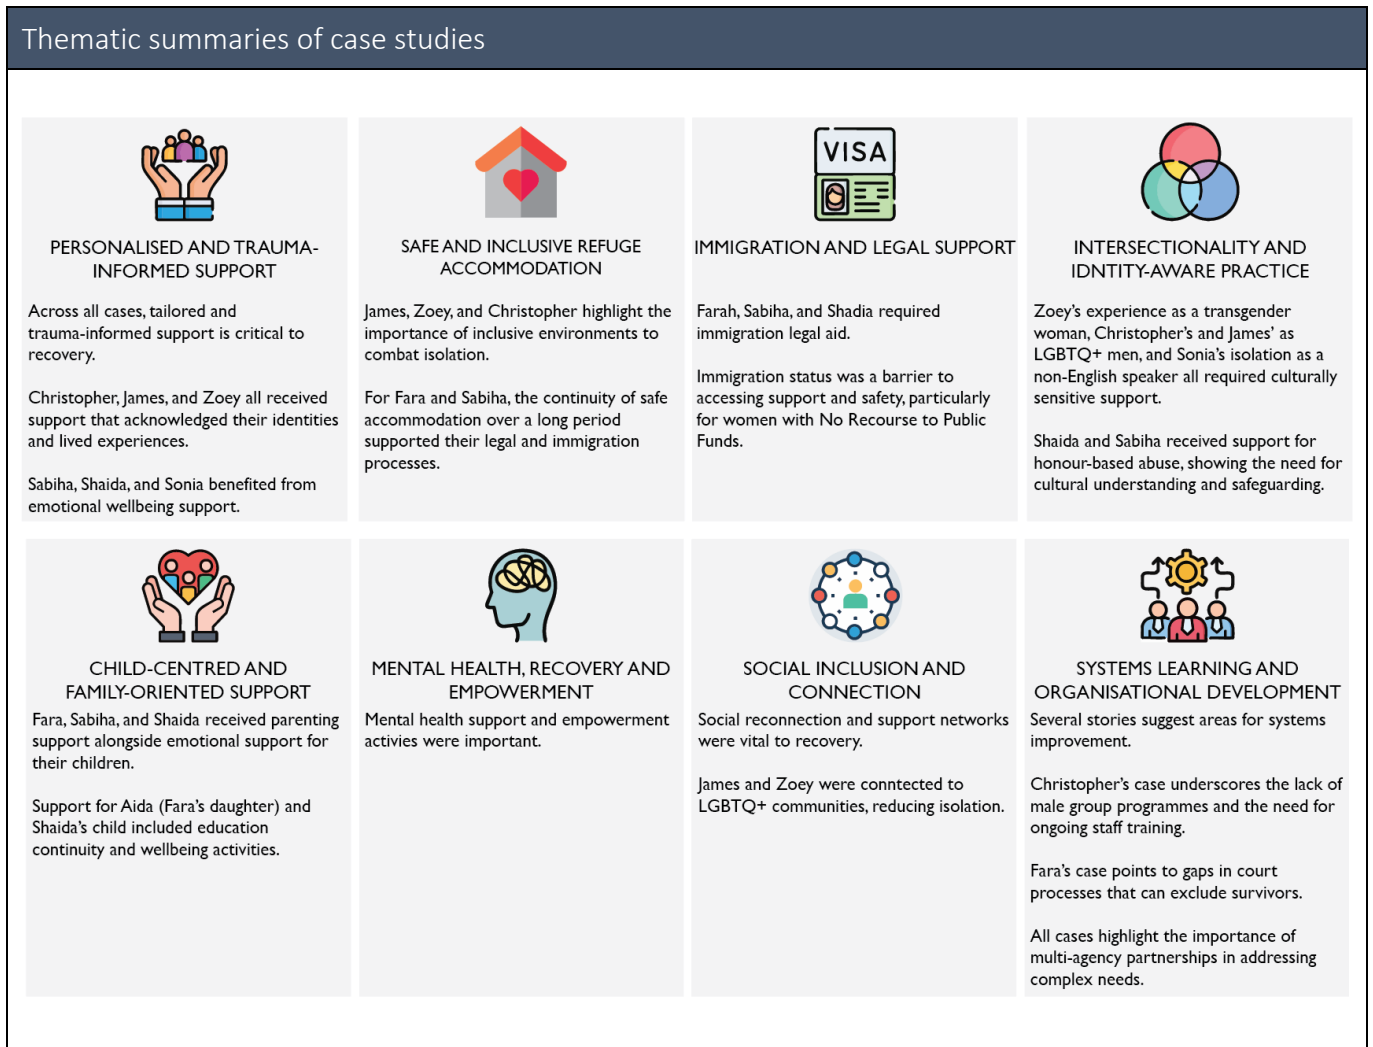 Thematic summaries of case studies
VISA
PERSONALISED AND TRAUMA-
INFORMED SUPPORT
Across all cases, tailored and
trauma-informed support is critical to
recovery.
Christopher, James, and Zoey all received
support that acknowledged their identities
and lived experiences.
Sabiha, Shaida, and Sonia benefited from
emotional wellbeing support.
SAFE AND INCLUSIVE REFUGE
ACCOMMODATION
James, Zoey, and Christopher highlight the
importance of inclusive environments to
combat isolation.
For Fara and Sabiha, the continuity of safe
accommodation over a long period
supported their legal and immigration
processes.
IMMIGRATION AND LEGAL SUPPORT
Farah, Sabiha, and Shadia required
immigration legal aid.
Immigration status was a barrier to
accessing support and safety, particularly
for women with No Recourse to Public
Funds.
INTERSECTIONALITY AND
IDNTITY-AWARE PRACTICE
Zoey's experience as a transgender
woman, Christopher's and James' as
LGBTQ+ men, and Sonia's isolation as a
non-English speaker all required culturally
sensitive support.
Shaida and Sabiha received support for
honour-based abuse, showing the need for
cultural understanding and safeguarding.
CHILD-CENTRED AND
FAMILY-ORIENTED SUPPORT
Fara, Sabiha, and Shaida received parenting
support alongside emotional support for
their children.
Support for Aida (Fara's daughter) and
Shaida's child included education
continuity and wellbeing activities.
MENTAL HEALTH, RECOVERY AND
EMPOWERMENT
Mental health support and empowerment
activies were important.
SOCIAL INCLUSION AND
CONNECTION
Social reconnection and support networks
were vital to recovery.
James and Zoey were conntected to
LGBTQ+ communities, reducing isolation.
SYSTEMS LEARNING AND
ORGANISATIONAL DEVELOPMENT
Several stories suggest areas for systems
improvement.
Christopher's case underscores the lack of
male group programmes and the need for
ongoing staff training.
Fara's case points to gaps in court
processes that can exclude survivors.
All cases highlight the importance of
multi-agency partnerships in addressing
complex needs.